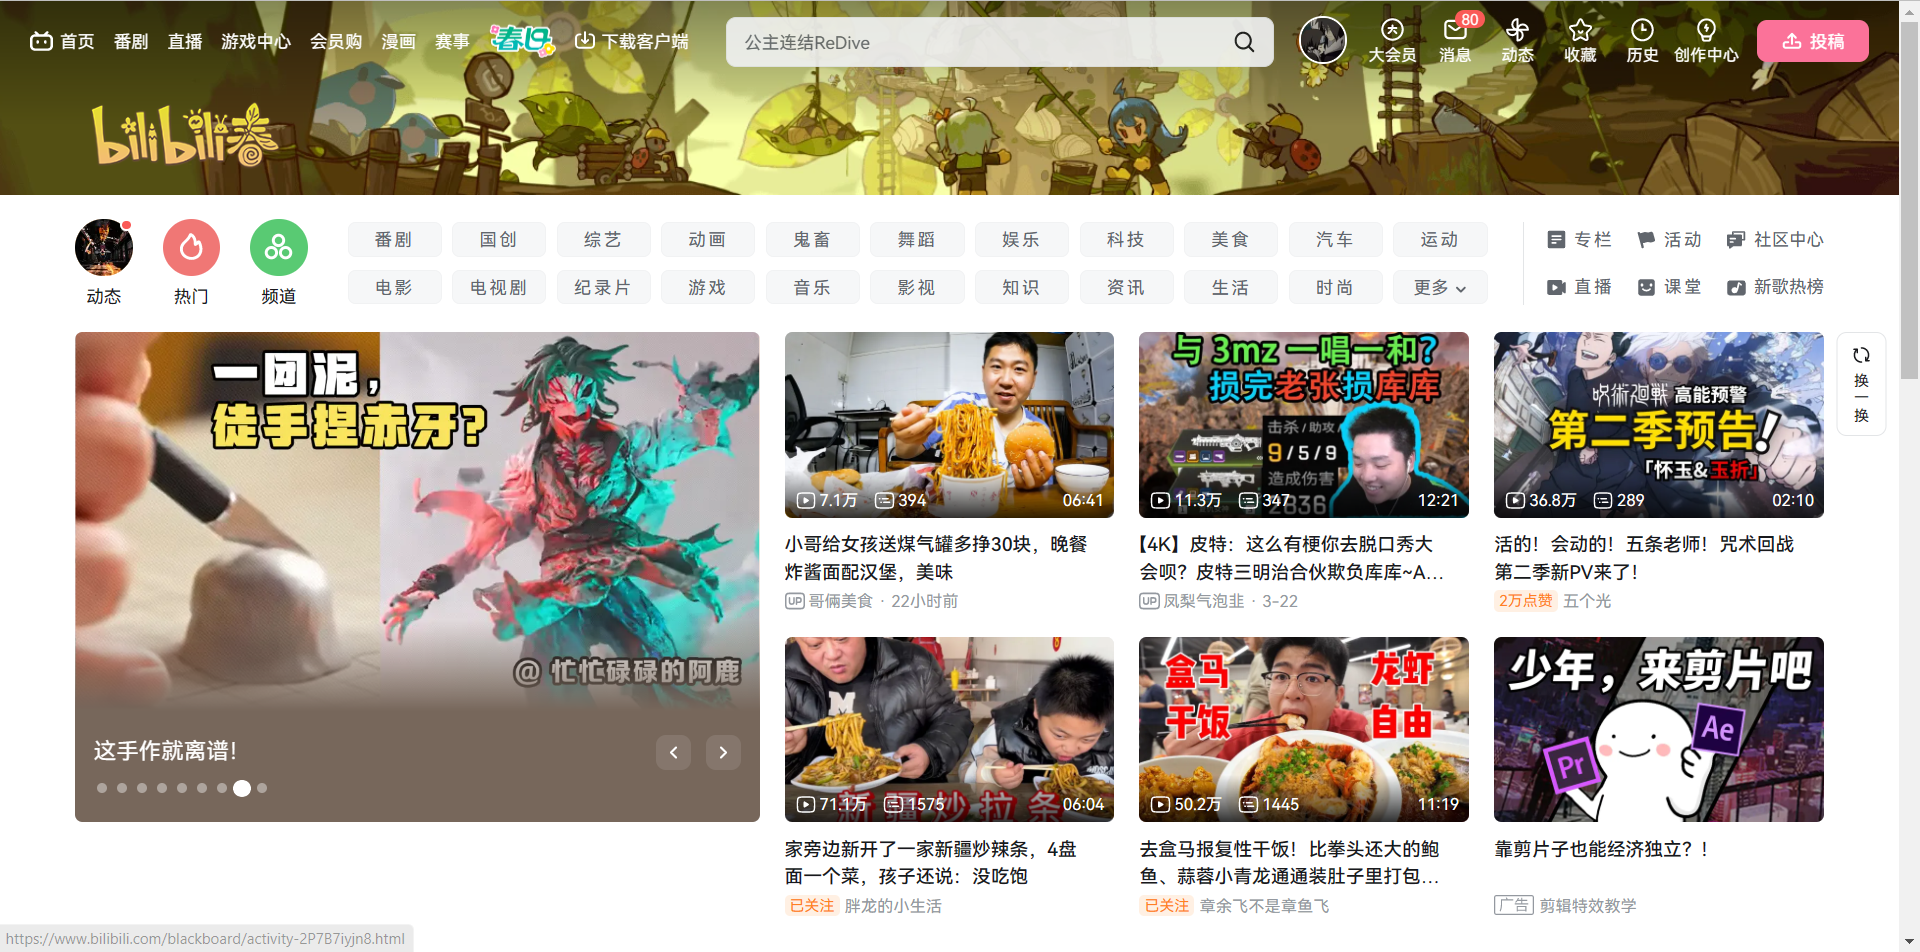 首页 番剧 直播 游戏中心 会员购 漫画 赛事 春日 下载客户端
公主连结ReDive
大会员 消息 80 动态 收藏 历史 创作中心 投稿
bilibili春
动态 热门 频道
番剧 国创 综艺 动画 鬼畜 舞蹈 娱乐 科技 美食 汽车 运动
电影 电视剧 纪录片 游戏 音乐 影视 知识 资讯 生活 时尚 更多
专栏 活动 社区中心
直播 课堂 新歌热榜
一团泥，
徒手捏赤牙?
@ 忙忙碌碌的阿鹿
这手作就离谱！
7.1万 394 06:41
小哥给女孩送煤气罐多挣30块，晚餐
炸酱面配汉堡，美味
UP 哥俩美食 · 22小时前
与 3mz 一唱一和?
损完老张损库库
击杀/助攻/
9/5/9
造成伤害
2836
11.3万 347 12:21
【4K】皮特：这么有梗你去脱口秀大
会呗？皮特三明治合伙欺负库库~A...
UP 凤梨气泡韭 · 3-22
呪術廻戦 高能预警
第二季预告!
「怀玉&玉折」
36.8万 289 02:10
活的！会动的！五条老师！咒术回战
第二季新PV来了！
2万点赞 五个光
换
一
换
新疆炒拉条
71.1万 1575 06:04
家旁边新开了一家新疆炒辣条，4盘
面一个菜，孩子还说：没吃饱
已关注 胖龙的小生活
盒马 龙虾
干饭 自由
50.2万 1445 11:19
去盒马报复性干饭！比拳头还大的鲍
鱼、蒜蓉小青龙通通装肚子里打包...
已关注 章余飞不是章鱼飞
少年，来剪片吧
Ae
Pr
靠剪片子也能经济独立？！
广告 剪辑特效教学
https://www.bilibili.com/blackboard/activity-2P7B7iyjn8.html